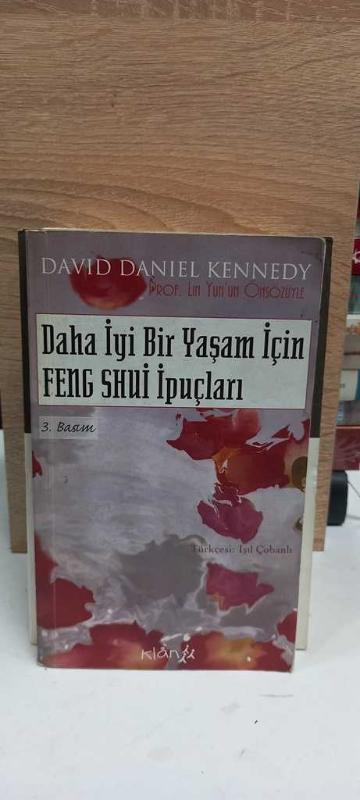 DAVID DANIEL KENNEDY
PROF. LIN YUN'UN ÖNSÖZÜYLE
Daha İyi Bir Yaşam İçin
FENG SHUİ İpuçları
3. Basım
Türkçesi: Işıl Çobanlı
klan